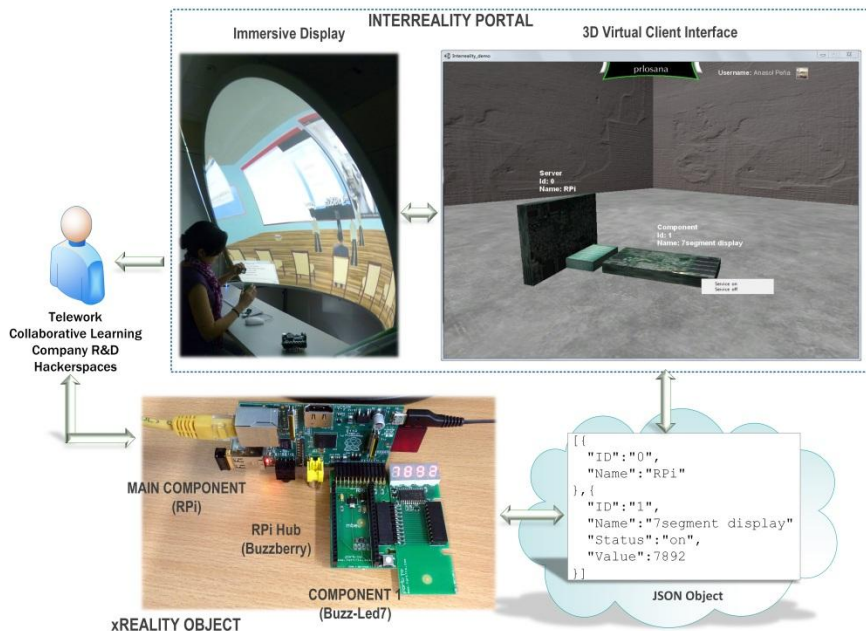 INTERREALITY PORTAL
Immersive Display
3D Virtual Client Interface
Interreality_demo
prlosana
Username: Anasol Peña
Server
Id: 0
Name: RPi
Component
Id: 1
Name: 7segment display
Service on
Service off
Telework
Collaborative Learning
Company R&D
Hackerspaces
MAIN COMPONENT
(RPi)
RPi Hub
(Buzzberry)
COMPONENT 1
(Buzz-Led7)
7892
xREALITY OBJECT
[{
"ID":"0",
"Name":"RPi"
},{
"ID":"1",
"Name":"7segment display"
"Status":"on",
"Value":7892
}]
JSON Object